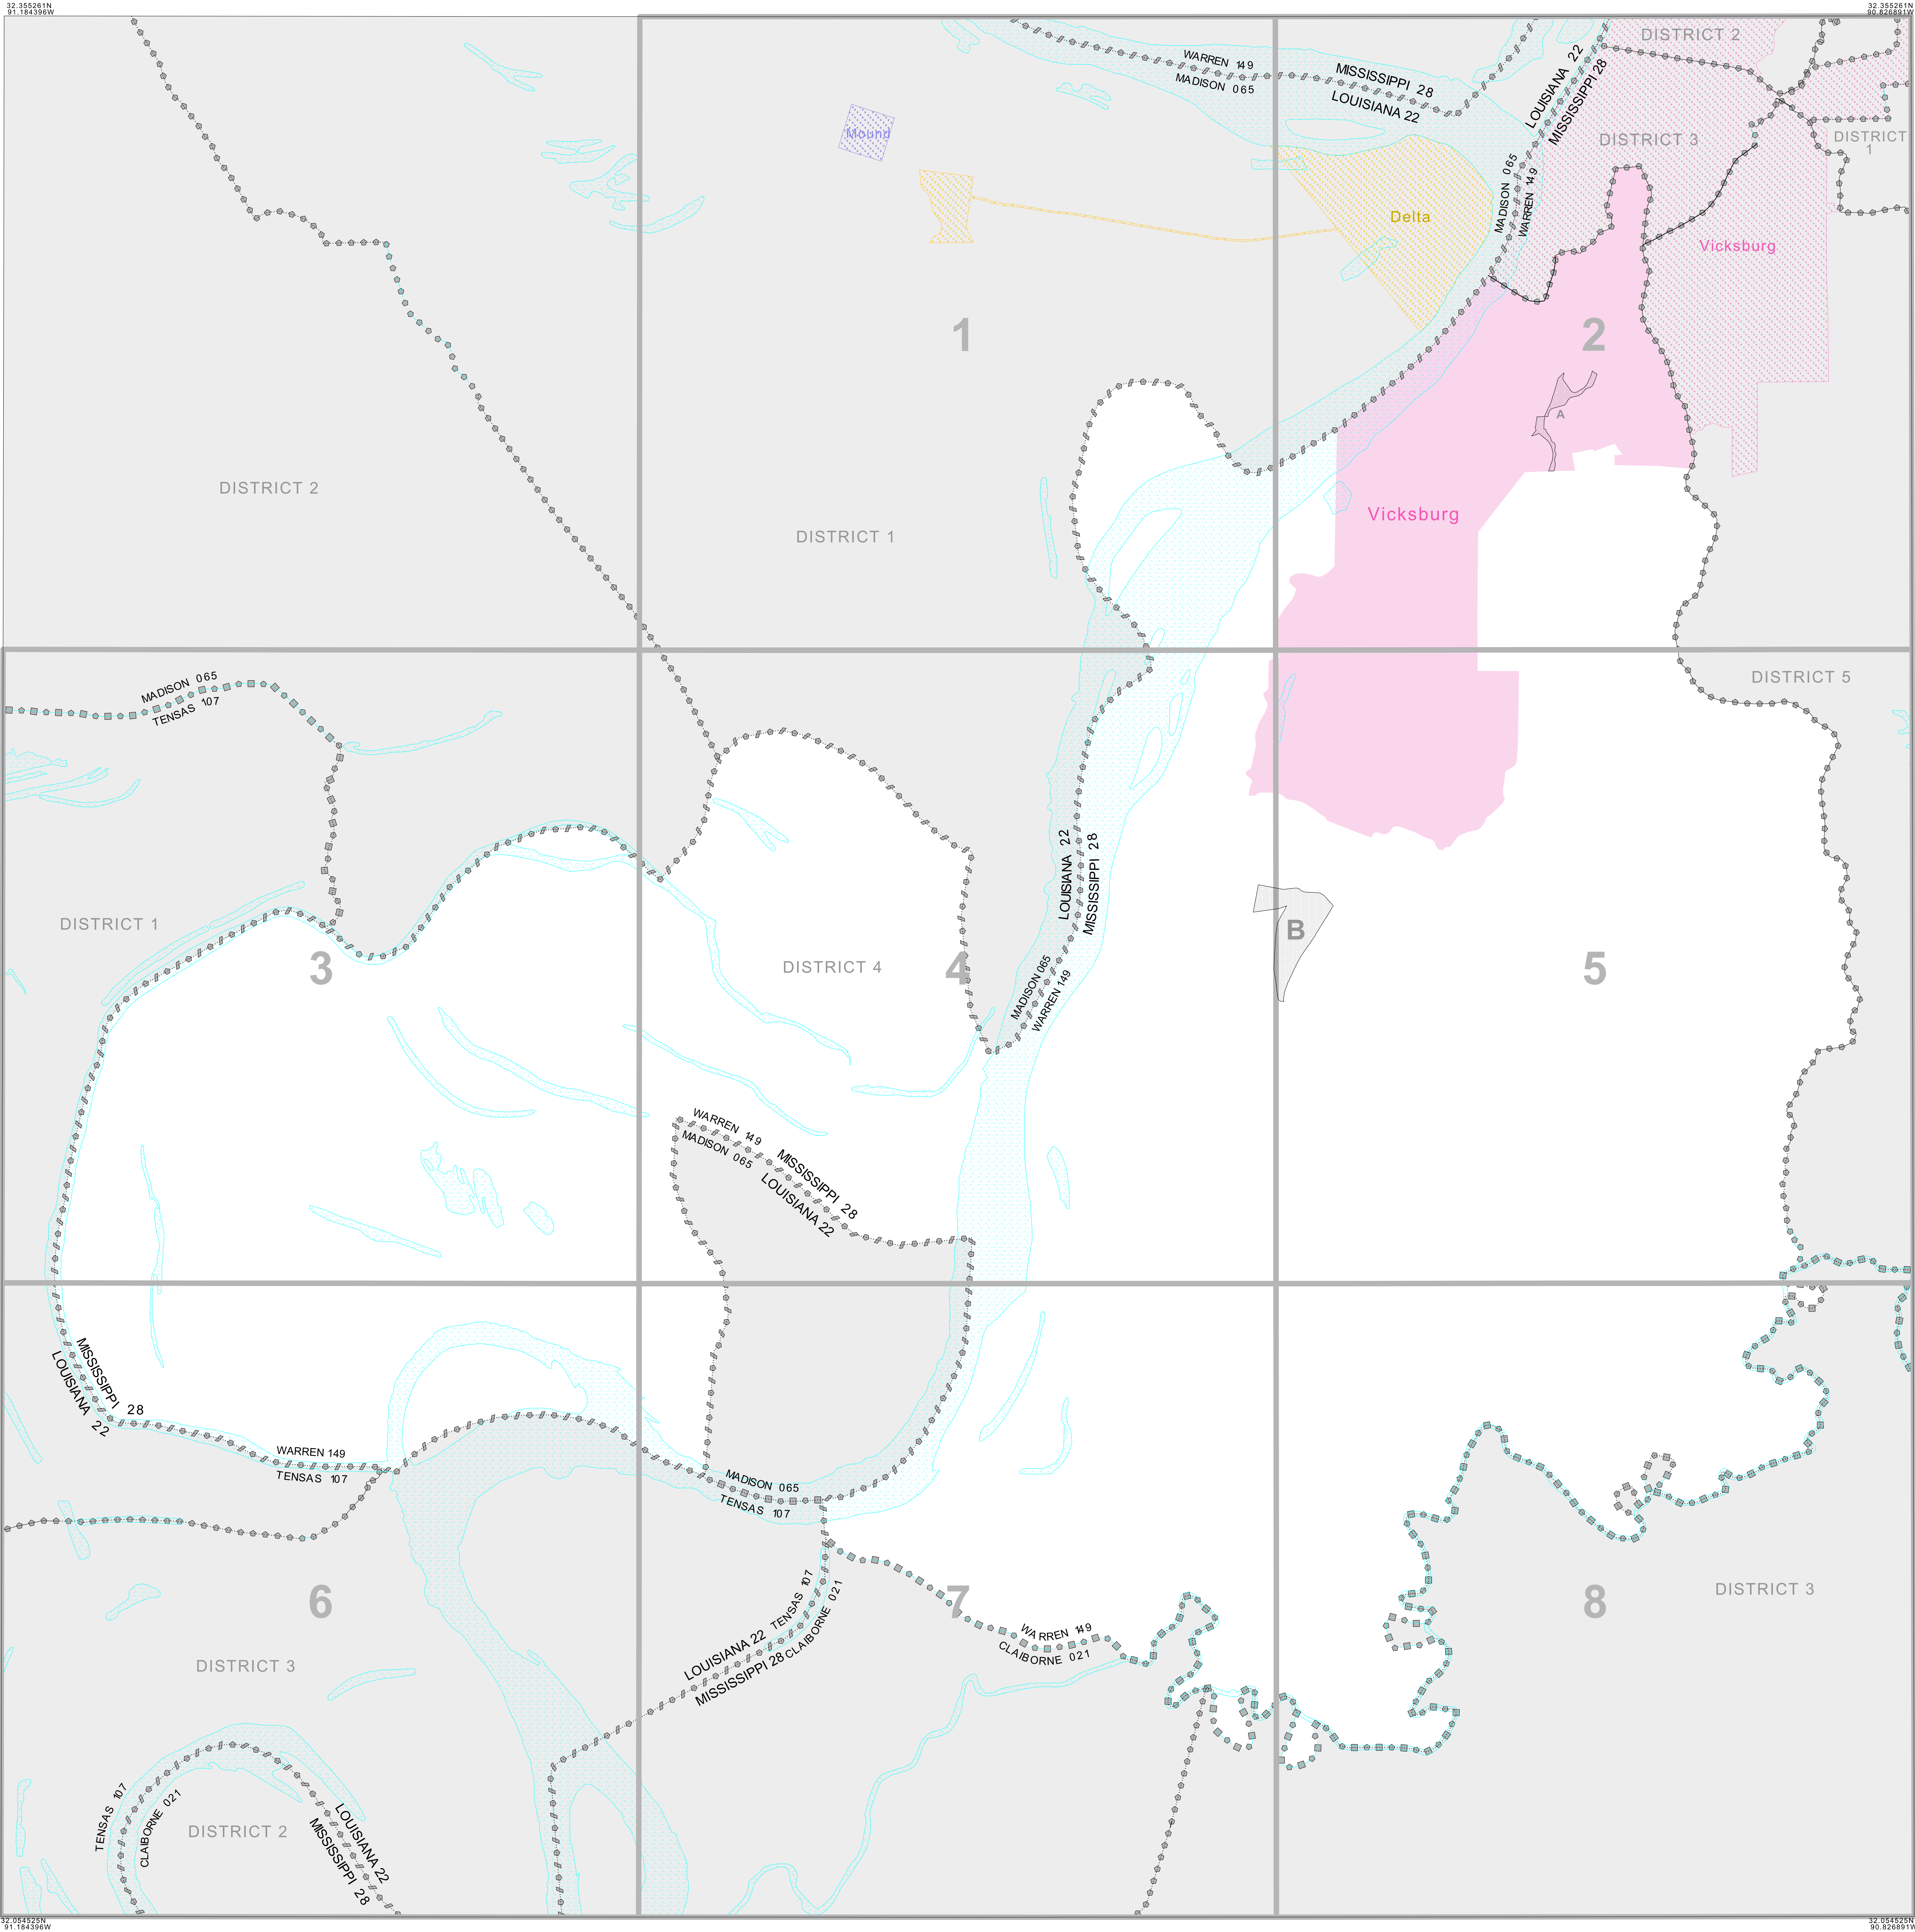 32.355261N
91.184396W
32.355261N
90.826891W
DISTRICT 2
WARREN 149
MADISON 065
MISSISSIPPI 28
LOUISIANA 22
LOUISIANA 22
MISSISSIPPI 28
Mound
DISTRICT 3
DISTRICT
1
MADISON 065
WARREN 149
Delta
Vicksburg
1
2
A
DISTRICT 2
DISTRICT 1
Vicksburg
MADISON 065
TENSAS 107
DISTRICT 5
LOUISIANA 22
MISSISSIPPI 28
DISTRICT 1
B
3
DISTRICT 4
4
5
MADISON 065
WARREN 149
WARREN 149
MADISON 065
MISSISSIPPI 28
LOUISIANA 22
MISSISSIPPI 28
LOUISIANA 22
WARREN 149
TENSAS 107
MADISON 065
TENSAS 107
6
7
8
DISTRICT 3
TENSAS 107
CLAIBORNE 021
LOUISIANA 22
MISSISSIPPI 28
WARREN 149
CLAIBORNE 021
DISTRICT 3
TENSAS 107
CLAIBORNE 021
DISTRICT 2
LOUISIANA 22
MISSISSIPPI 28
32.054525N
91.184396W
32.054525N
90.826891W